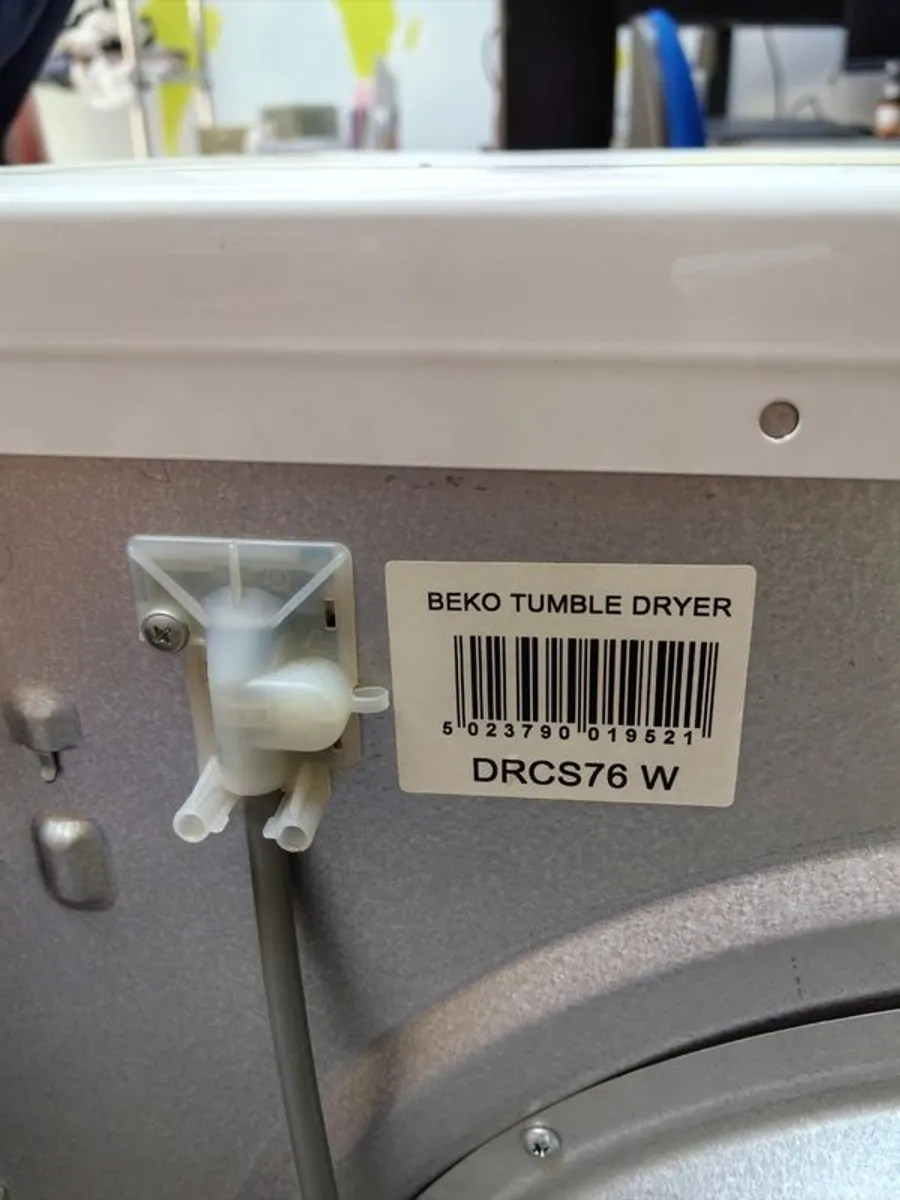 BEKO TUMBLE DRYER
5 023790 019521
DRCS76 W